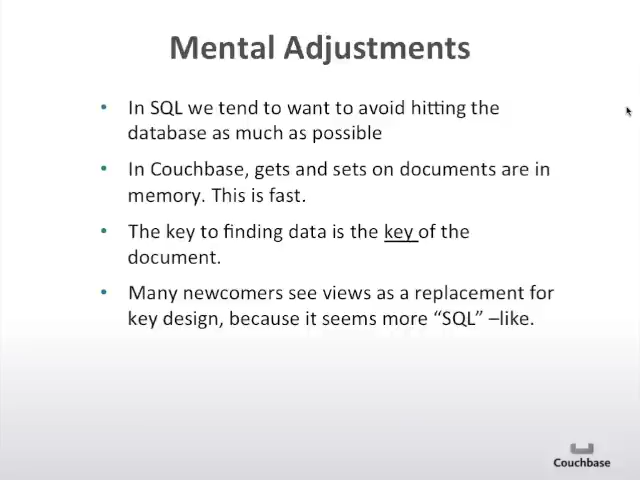 Mental Adjustments
• In SQL we tend to want to avoid hitting the
database as much as possible
• In Couchbase, gets and sets on documents are in
memory. This is fast.
• The key to finding data is the key of the
document.
• Many newcomers see views as a replacement for
key design, because it seems more “SQL” –like.
Couchbase